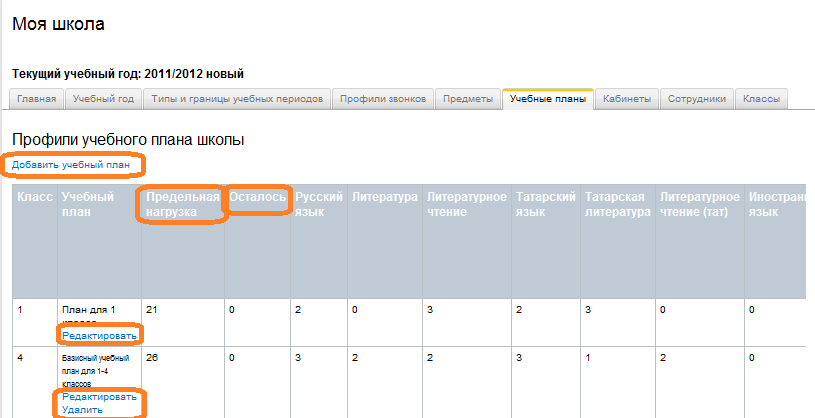 Моя школа
Текущий учебный год: 2011/2012 новый
Главная Учебный год Типы и границы учебных периодов Профили звонков Предметы Учебные планы Кабинеты Сотрудники Классы
Профили учебного плана школы
Добавить учебный план
Класс Учебный план Предельная нагрузка Осталось Русский язык Литература Литературное чтение Татарский язык Татарская литература Литературное чтение (тат) Иностран язык
1 План для 1 класса 21 0 2 0 3 2 3 0 0
Редактировать
4 Базисный учебный план для 1-4 классов 26 0 3 2 2 3 1 2 0
Редактировать
Удалить